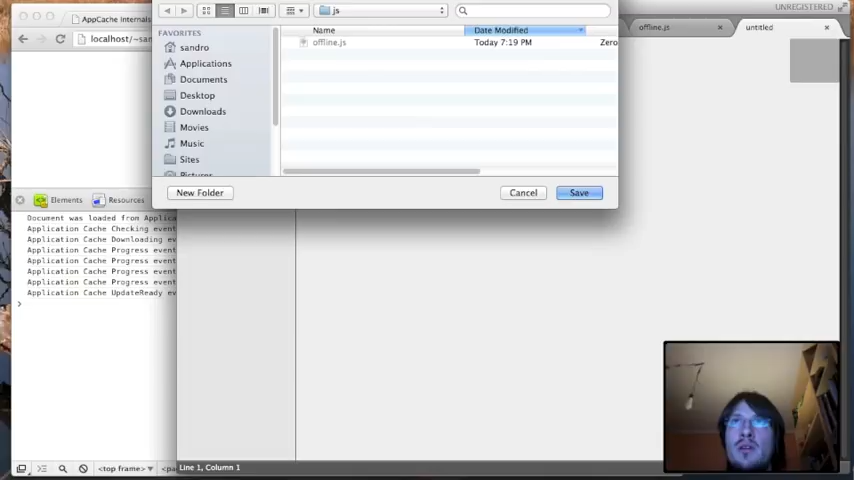 AppCache Internals
localhost/~san
js
UNREGISTERED
offline.js
untitled
FAVORITES
sandro
Applications
Documents
Desktop
Downloads
Movies
Music
Sites
Pictures
Name
Date Modified
offline.js
Today 7:19 PM
Zero
New Folder
Cancel
Save
Elements
Resources
Document was loaded from Applica
Application Cache Checking event
Application Cache Downloading ev
Application Cache Progress event
Application Cache Progress event
Application Cache Progress event
Application Cache Progress event
Application Cache UpdateReady ev
>
<top frame>
<pa
Line 1, Column 1